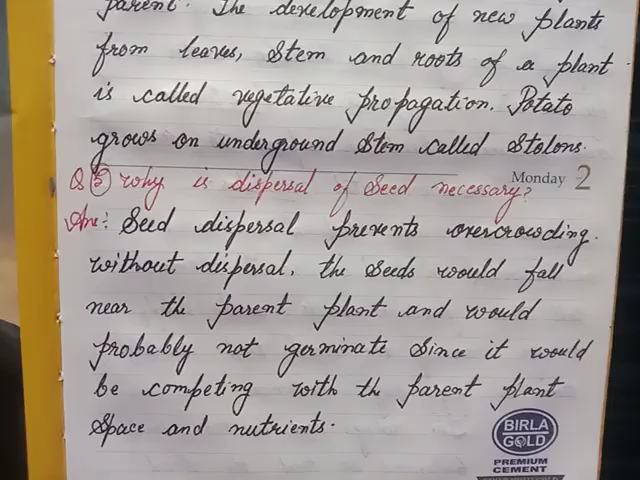 parent. The development of new plants
from leaves, Stem and roots of a plant
is called vegetative propagation. Potato
grows on underground Stem called Stolons.
Monday 2
Q ⑤ why is dispersal of Seed necessary?
Ans: Seed dispersal prevents overcrowding.
without dispersal, the Seeds would fall
near the parent plant and would
probably not germinate Since it would
be competing with the parent plant
Space and nutrients.
BIRLA
GOLD
PREMIUM
CEMENT